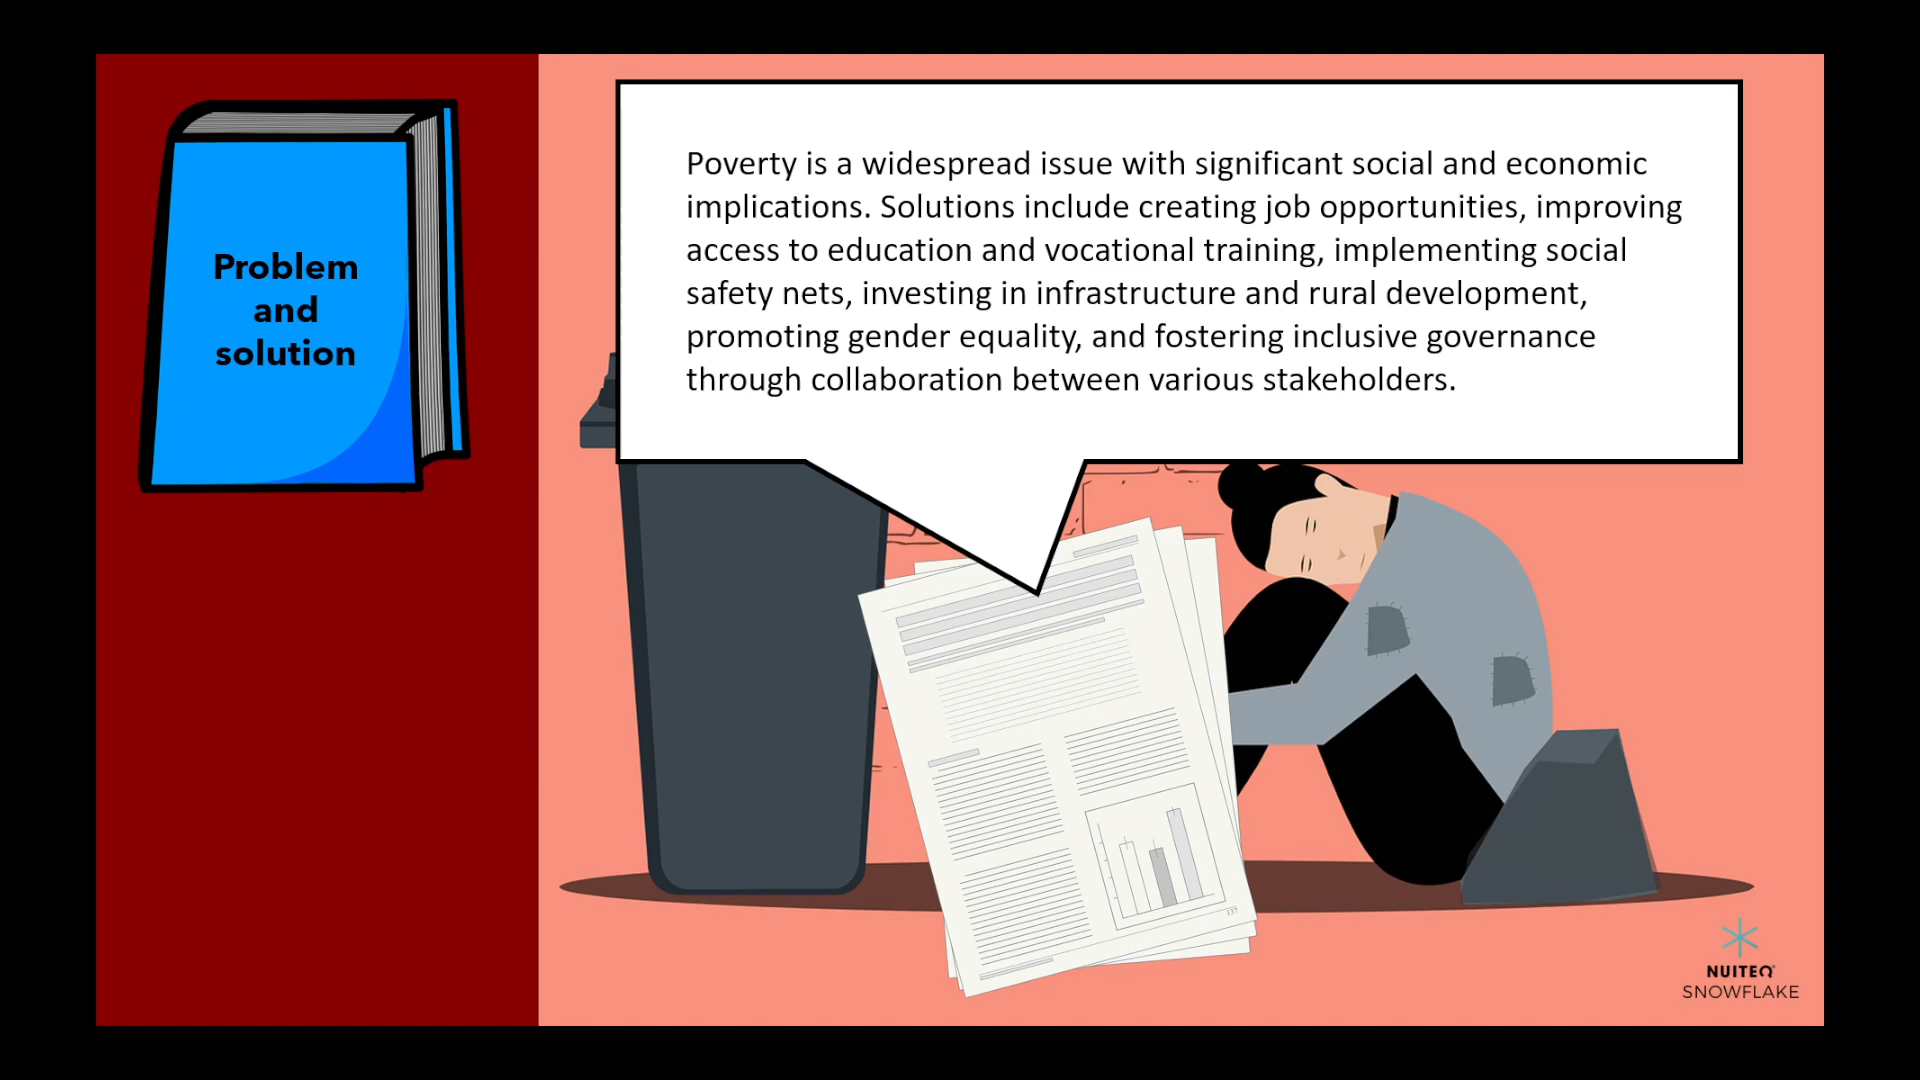 Problem
and
solution
Poverty is a widespread issue with significant social and economic
implications. Solutions include creating job opportunities, improving
access to education and vocational training, implementing social
safety nets, investing in infrastructure and rural development,
promoting gender equality, and fostering inclusive governance
through collaboration between various stakeholders.
137
NUITEQ
SNOWFLAKE